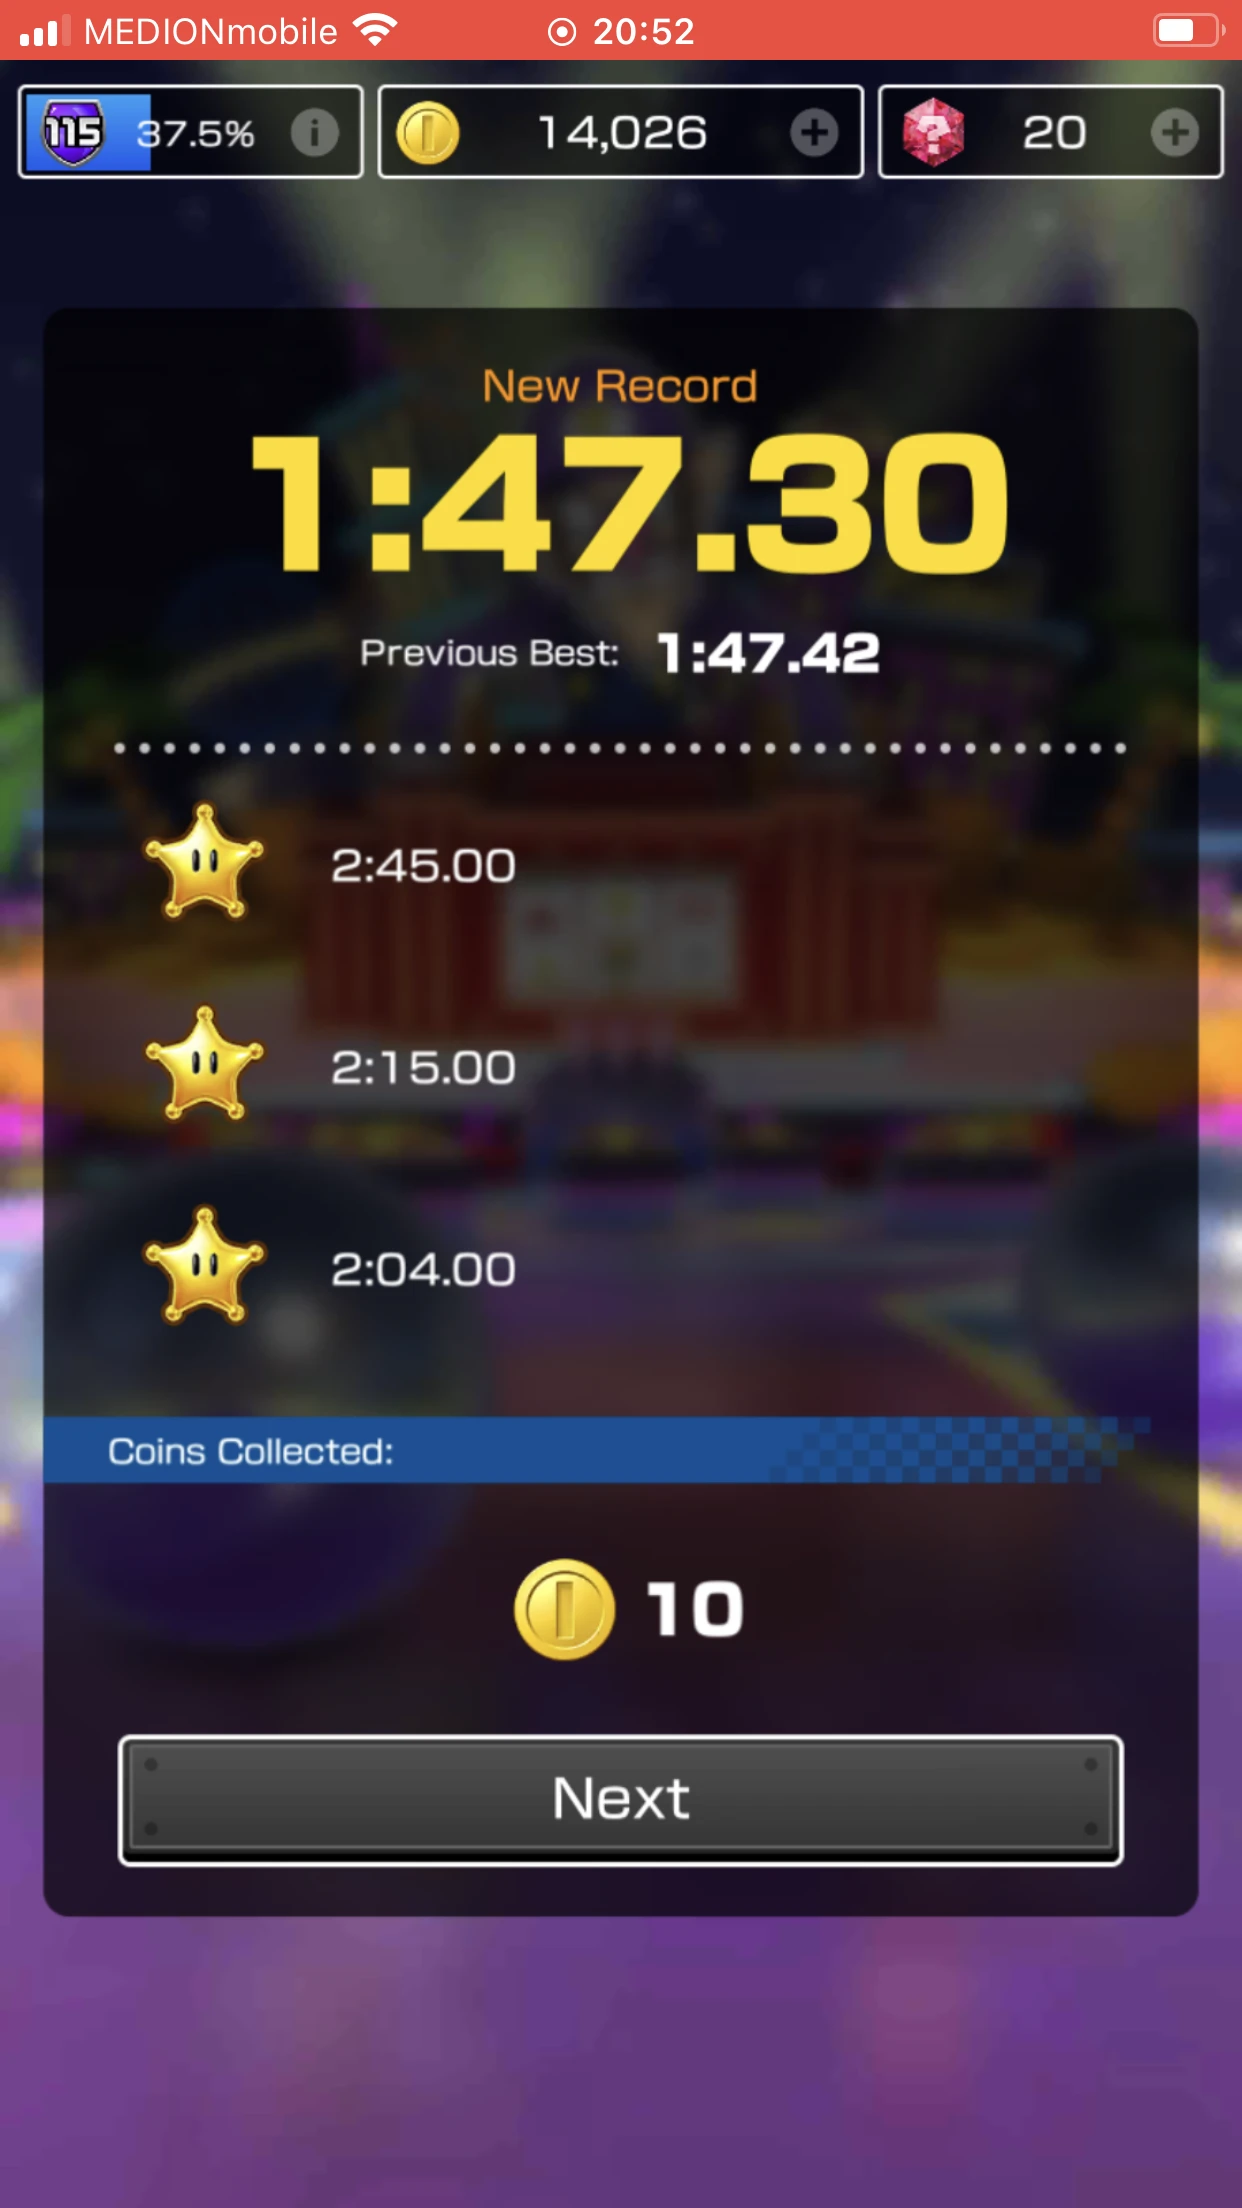 MEDIONmobile 20:52
115 37.5% i 14,026 + ? 20 +
New Record
1:47.30
Previous Best: 1:47.42
2:45.00
2:15.00
2:04.00
Coins Collected:
10
Next